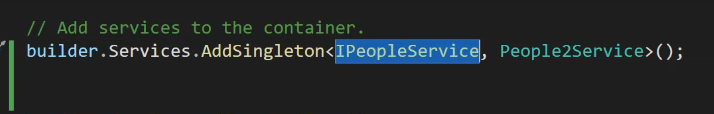 // Add services to the container.
builder.Services.AddSingleton<IPeopleService, People2Service>();